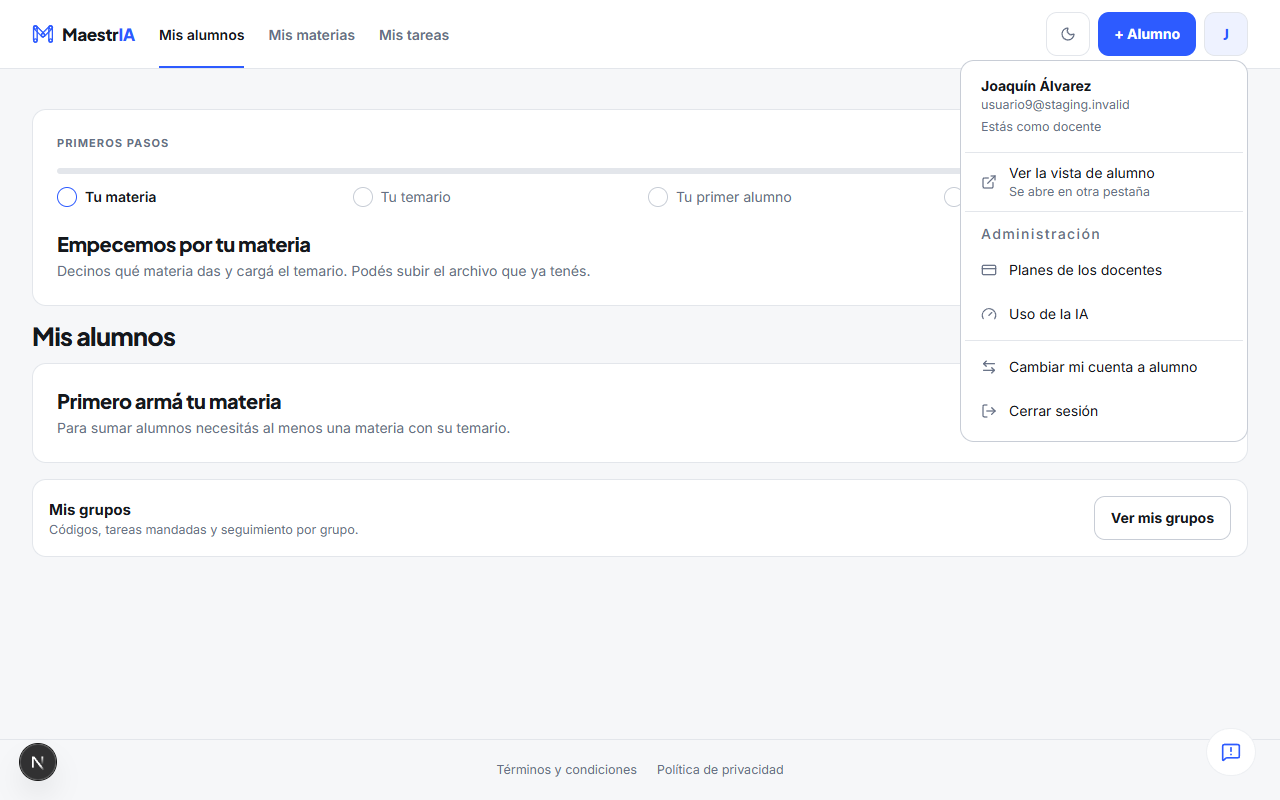 MaestrIA
Mis alumnos
Mis materias
Mis tareas
+ Alumno
J
Joaquín Álvarez
usuario9@staging.invalid
Estás como docente
Ver la vista de alumno
Se abre en otra pestaña
Administración
Planes de los docentes
Uso de la IA
Cambiar mi cuenta a alumno
Cerrar sesión
PRIMEROS PASOS
Tu materia
Tu temario
Tu primer alumno
Empecemos por tu materia
Decinos qué materia das y cargá el temario. Podés subir el archivo que ya tenés.
Mis alumnos
Primero armá tu materia
Para sumar alumnos necesitás al menos una materia con su temario.
Mis grupos
Códigos, tareas mandadas y seguimiento por grupo.
Ver mis grupos
N
Términos y condiciones
Política de privacidad